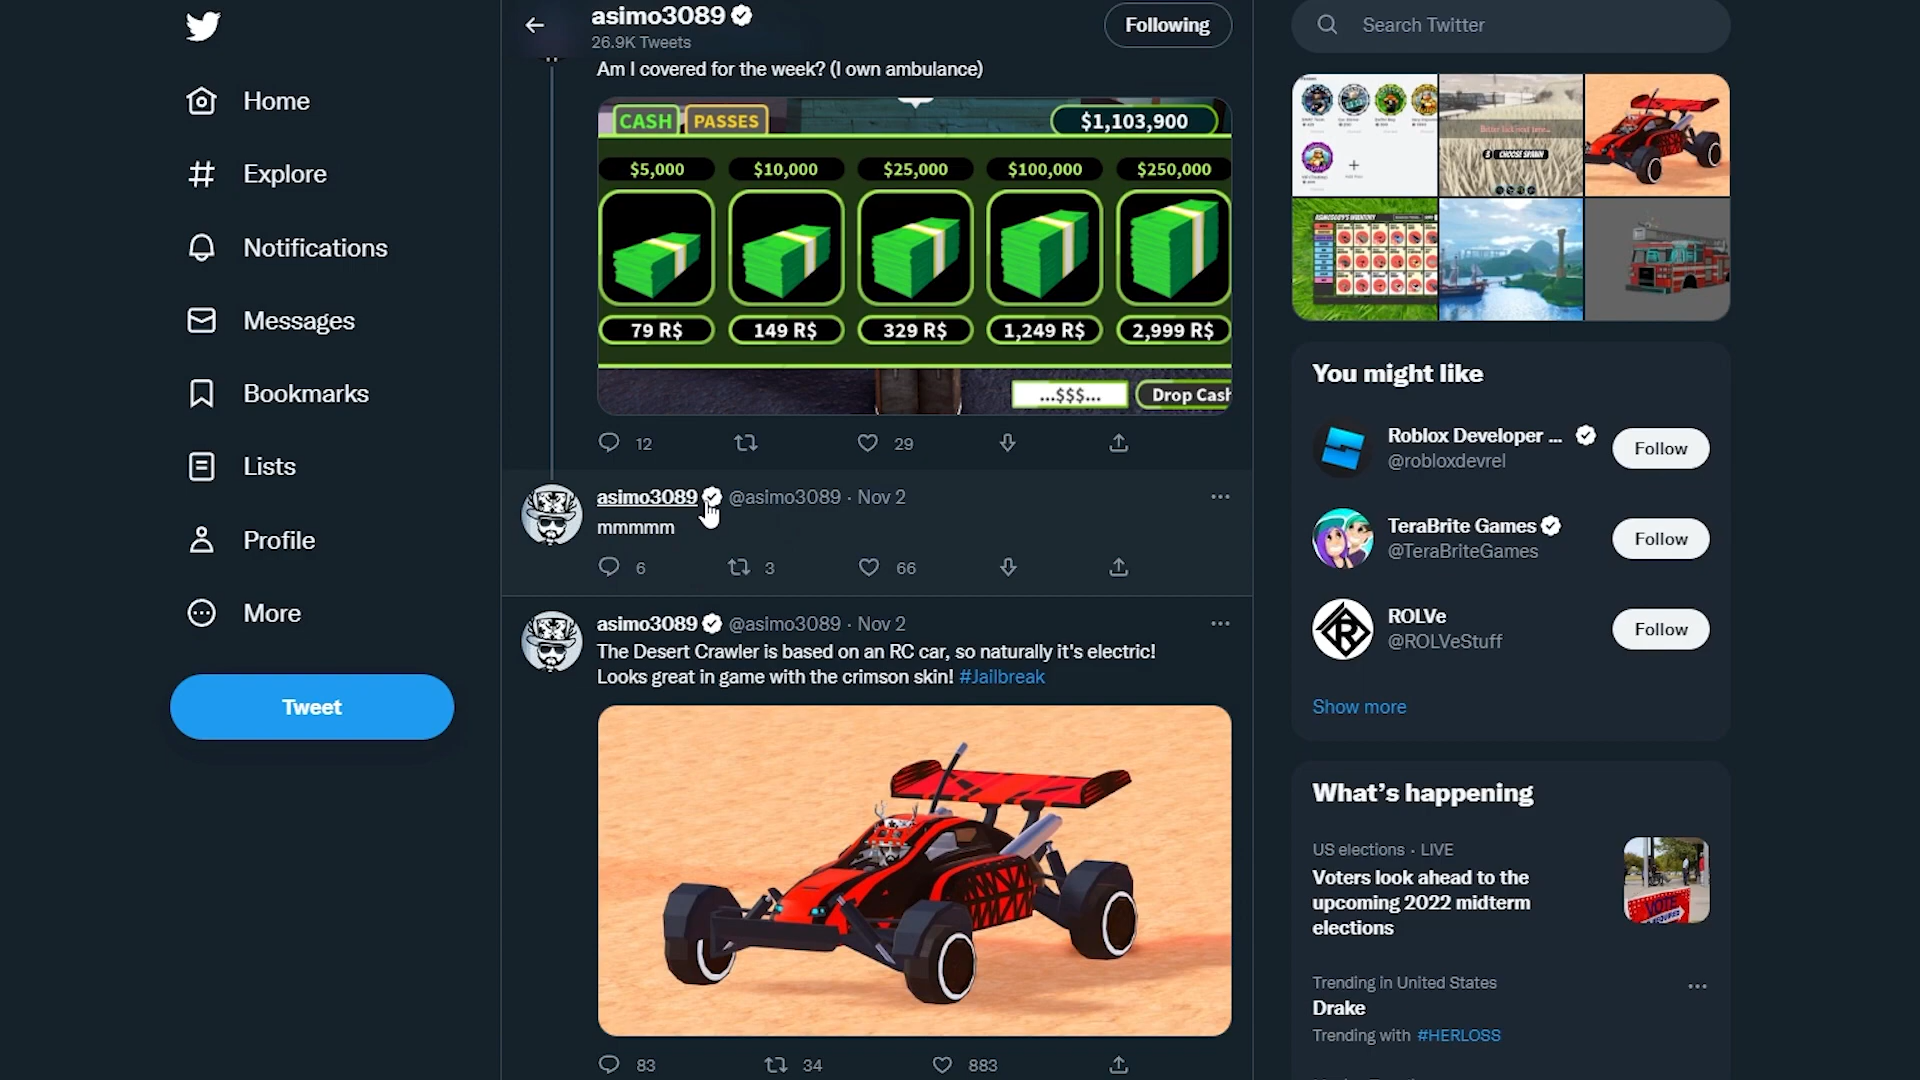 Home
Explore
Notifications
Messages
Bookmarks
Lists
Profile
More
Tweet
asimo3089
26.9K Tweets
Following
Am I covered for the week? (I own ambulance)
CASH PASSES $1,103,900
$5,000 $10,000 $25,000 $100,000 $250,000
79 R$ 149 R$ 329 R$ 1,249 R$ 2,999 R$
...$$$... Drop Cash
12 29
asimo3089 @asimo3089 · Nov 2
mmmmm
6 3 66
asimo3089 @asimo3089 · Nov 2
The Desert Crawler is based on an RC car, so naturally it's electric!
Looks great in game with the crimson skin! #Jailbreak
83 34 883
Search Twitter
CHOOSE SPAWN
You might like
Roblox Developer ...
@robloxdevrel
Follow
TeraBrite Games
@TeraBriteGames
Follow
ROLVe
@ROLVeStuff
Follow
Show more
What's happening
US elections · LIVE
Voters look ahead to the
upcoming 2022 midterm
elections
VOTE
Trending in United States
Drake
Trending with #HERLOSS